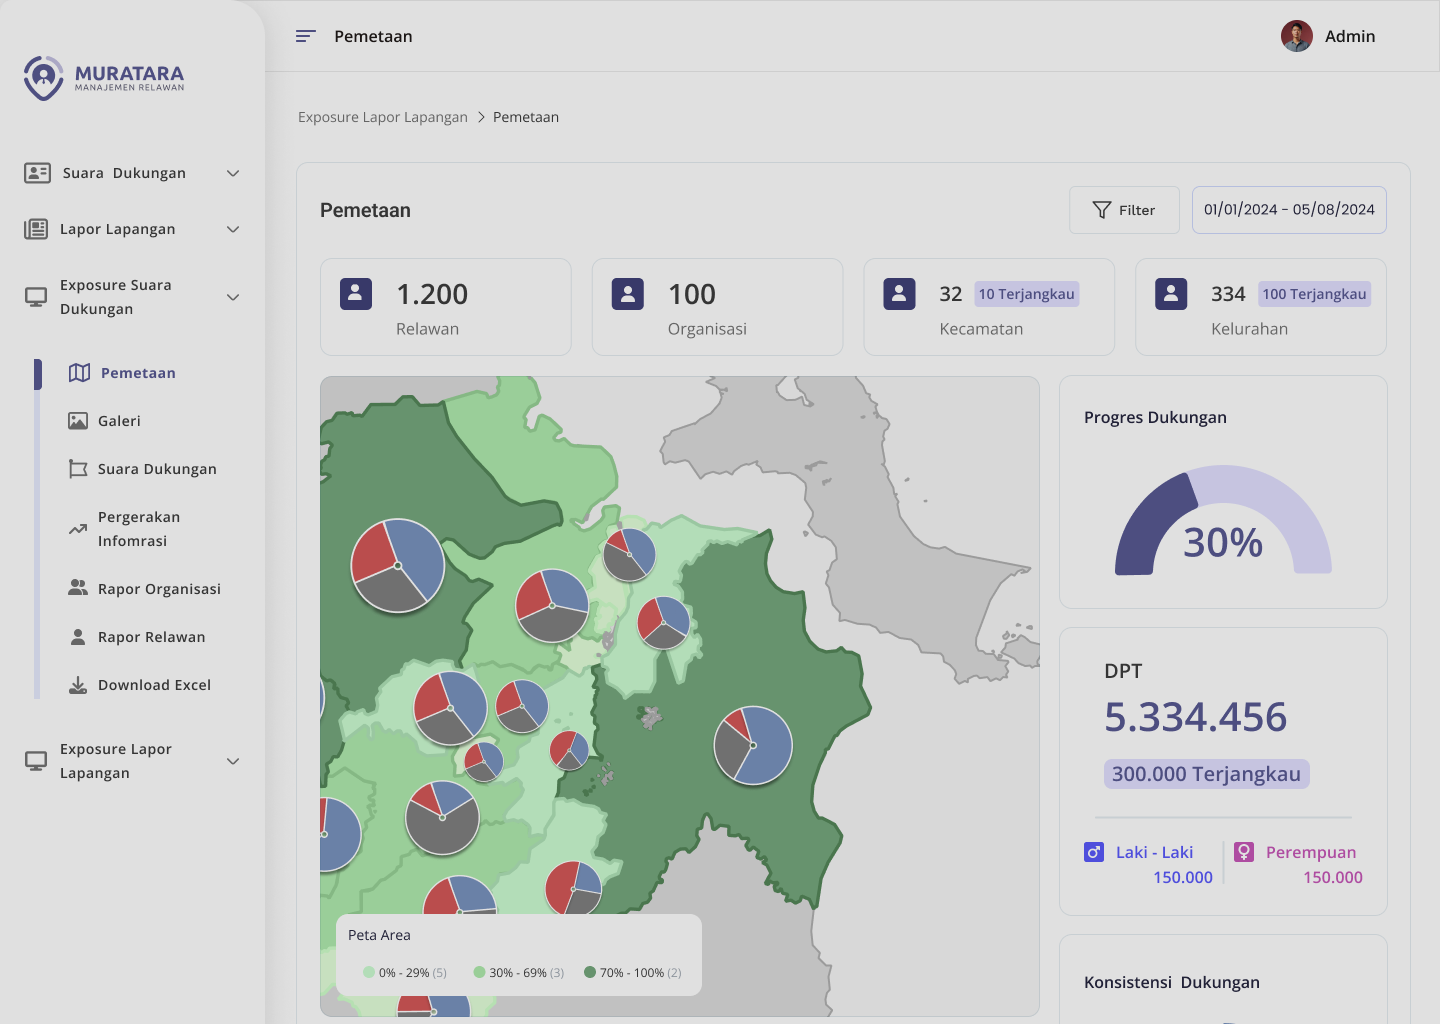 MURATARA
MANAJEMEN RELAWAN
Pemetaan
Admin
Exposure Lapor Lapangan > Pemetaan
Suara Dukungan
Lapor Lapangan
Exposure Suara
Dukungan
Pemetaan
Galeri
Suara Dukungan
Pergerakan
Infomrasi
Rapor Organisasi
Rapor Relawan
Download Excel
Exposure Lapor
Lapangan
Pemetaan
Filter
01/01/2024 - 05/08/2024
1.200
Relawan
100
Organisasi
32 10 Terjangkau
Kecamatan
334 100 Terjangkau
Kelurahan
Peta Area
0% - 29% (5) 30% - 69% (3) 70% - 100% (2)
Progres Dukungan
30%
DPT
5.334.456
300.000 Terjangkau
Laki - Laki
150.000
Perempuan
150.000
Konsistensi Dukungan